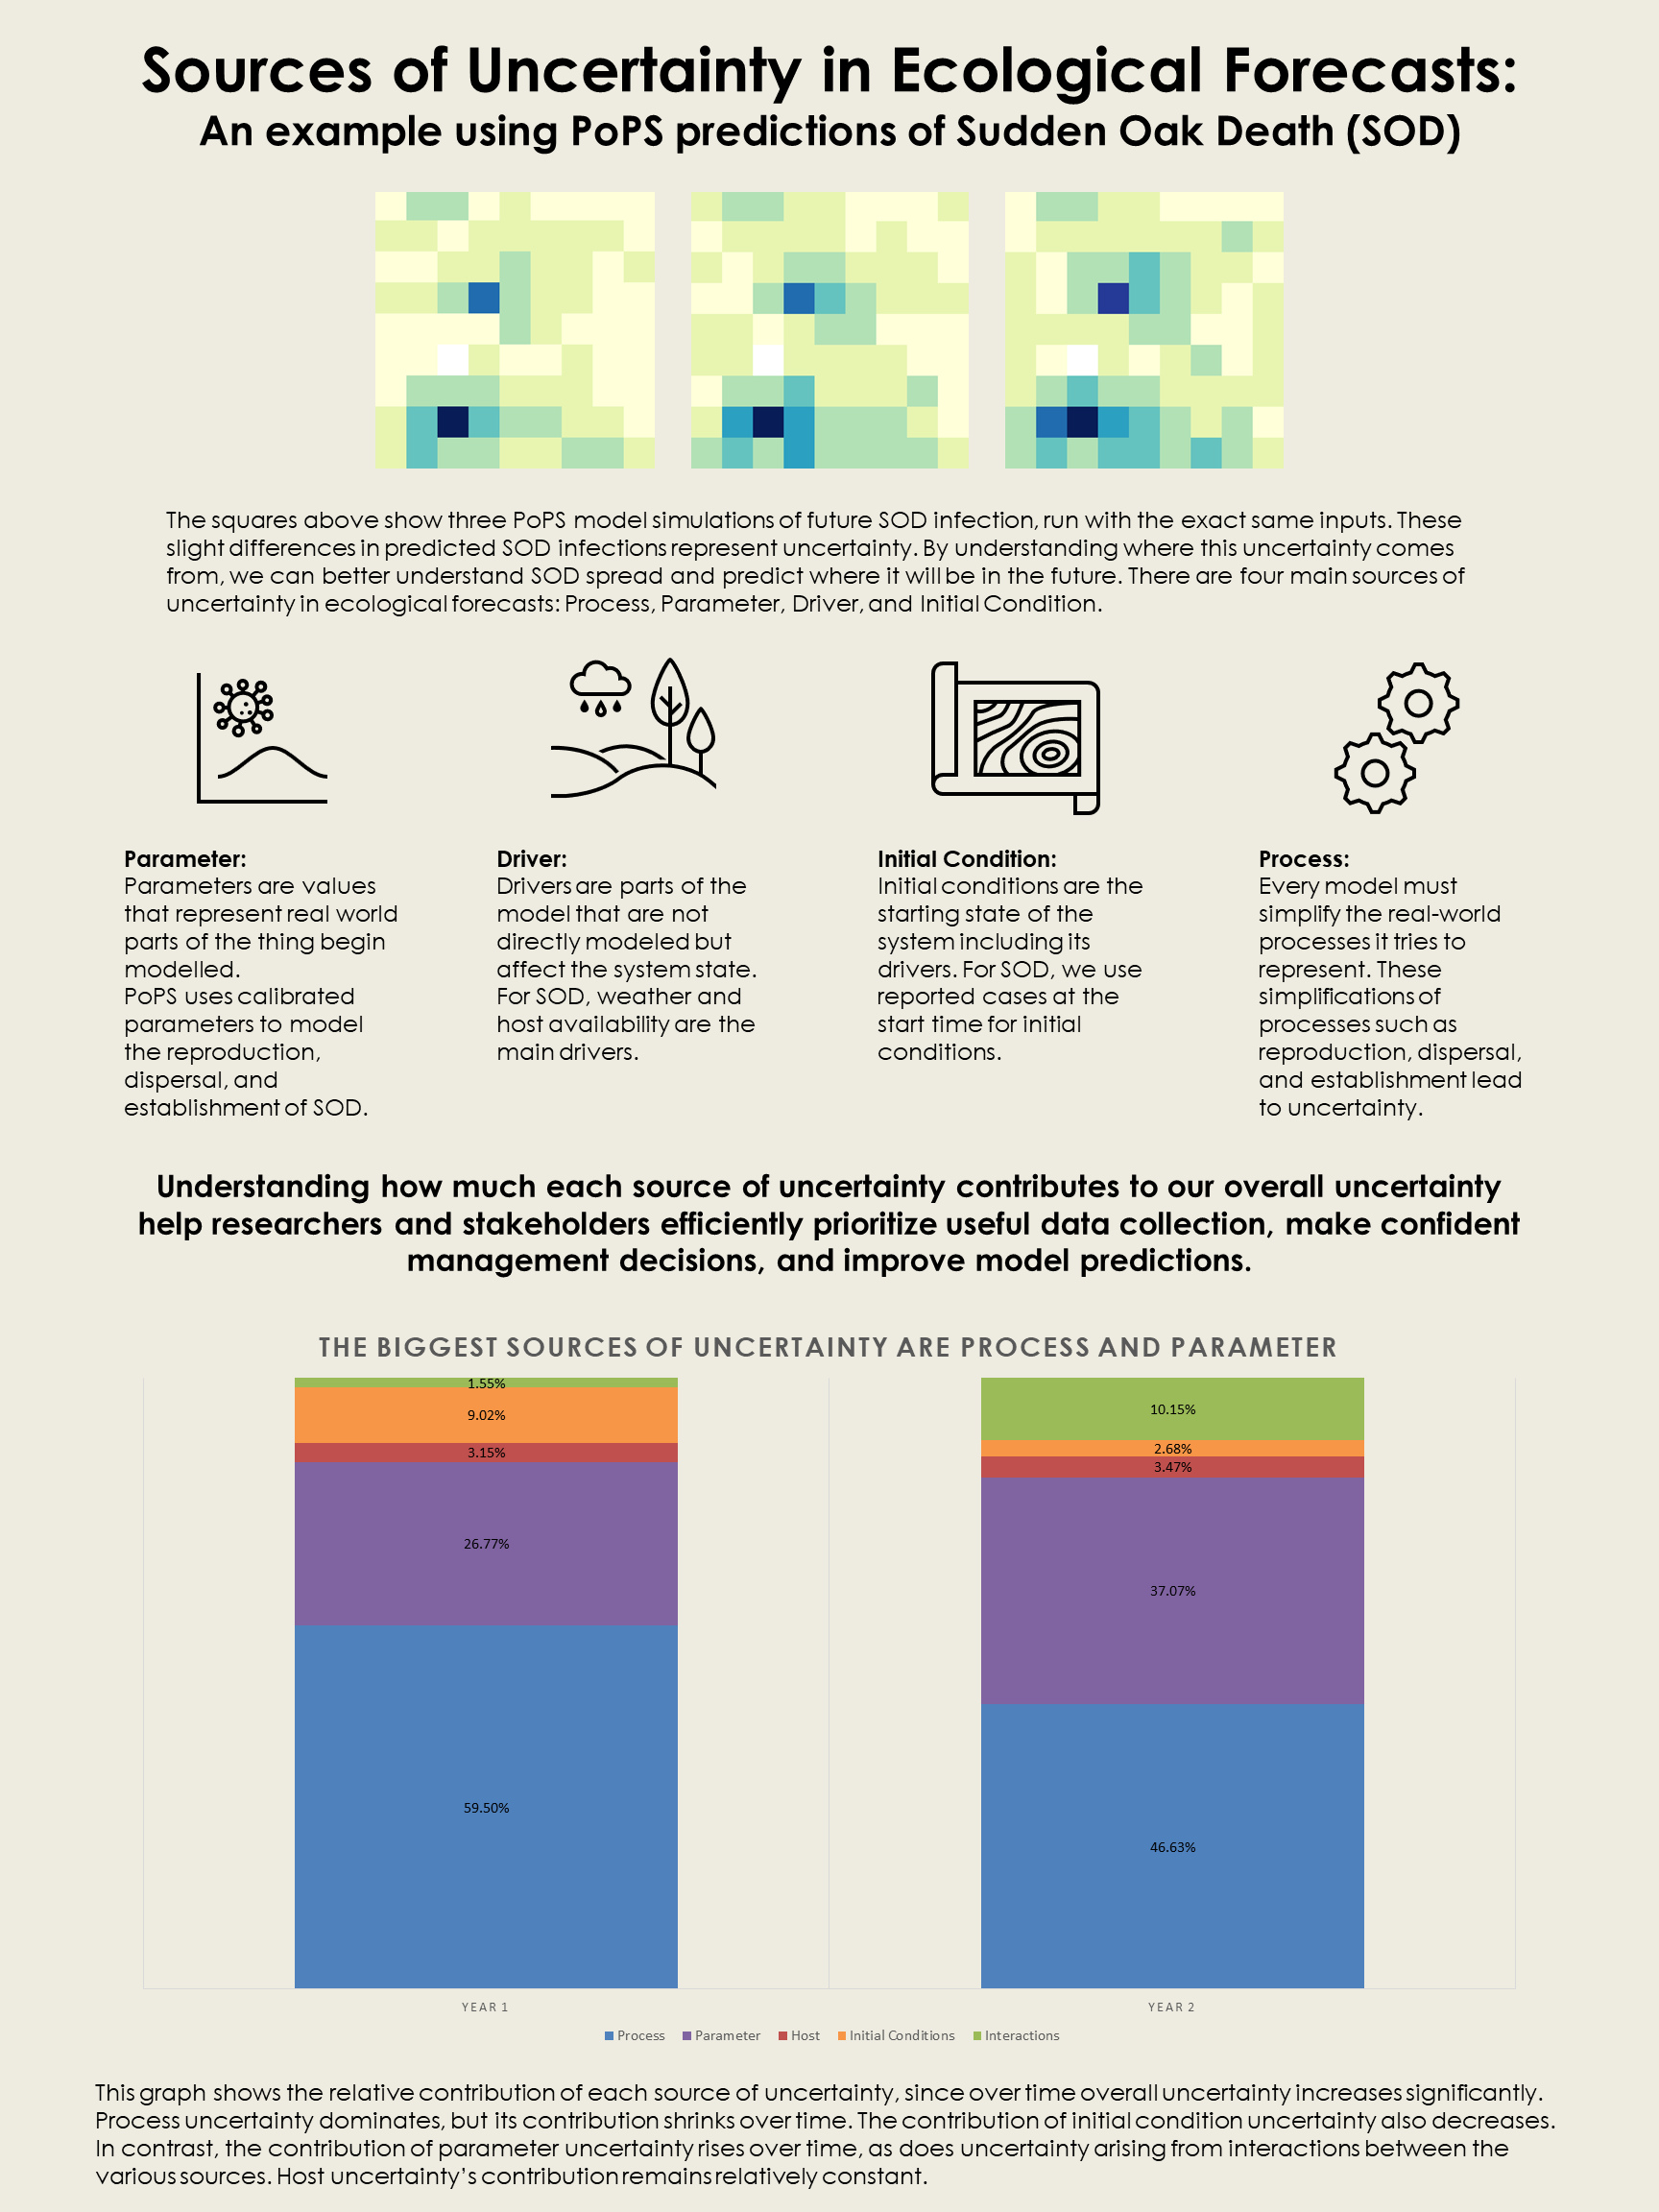 Sources of Uncertainty in Ecological Forecasts:
An example using PoPS predictions of Sudden Oak Death (SOD)
The squares above show three PoPS model simulations of future SOD infection, run with the exact same inputs. These
slight differences in predicted SOD infections represent uncertainty. By understanding where this uncertainty comes
from, we can better understand SOD spread and predict where it will be in the future. There are four main sources of
uncertainty in ecological forecasts: Process, Parameter, Driver, and Initial Condition.
Parameter:
Parameters are values
that represent real world
parts of the thing begin
modelled.
PoPS uses calibrated
parameters to model
the reproduction,
dispersal, and
establishment of SOD.
Driver:
Drivers are parts of the
model that are not
directly modeled but
affect the system state.
For SOD, weather and
host availability are the
main drivers.
Initial Condition:
Initial conditions are the
starting state of the
system including its
drivers. For SOD, we use
reported cases at the
start time for initial
conditions.
Process:
Every model must
simplify the real-world
processes it tries to
represent. These
simplifications of
processes such as
reproduction, dispersal,
and establishment lead
to uncertainty.
Understanding how much each source of uncertainty contributes to our overall uncertainty
help researchers and stakeholders efficiently prioritize useful data collection, make confident
management decisions, and improve model predictions.
THE BIGGEST SOURCES OF UNCERTAINTY ARE PROCESS AND PARAMETER
1.55%
9.02%
3.15%
26.77%
59.50%
10.15%
2.68%
3.47%
37.07%
46.63%
YEAR 1
YEAR 2
Process Parameter Host Initial Conditions Interactions
This graph shows the relative contribution of each source of uncertainty, since over time overall uncertainty increases significantly.
Process uncertainty dominates, but its contribution shrinks over time. The contribution of initial condition uncertainty also decreases.
In contrast, the contribution of parameter uncertainty rises over time, as does uncertainty arising from interactions between the
various sources. Host uncertainty's contribution remains relatively constant.